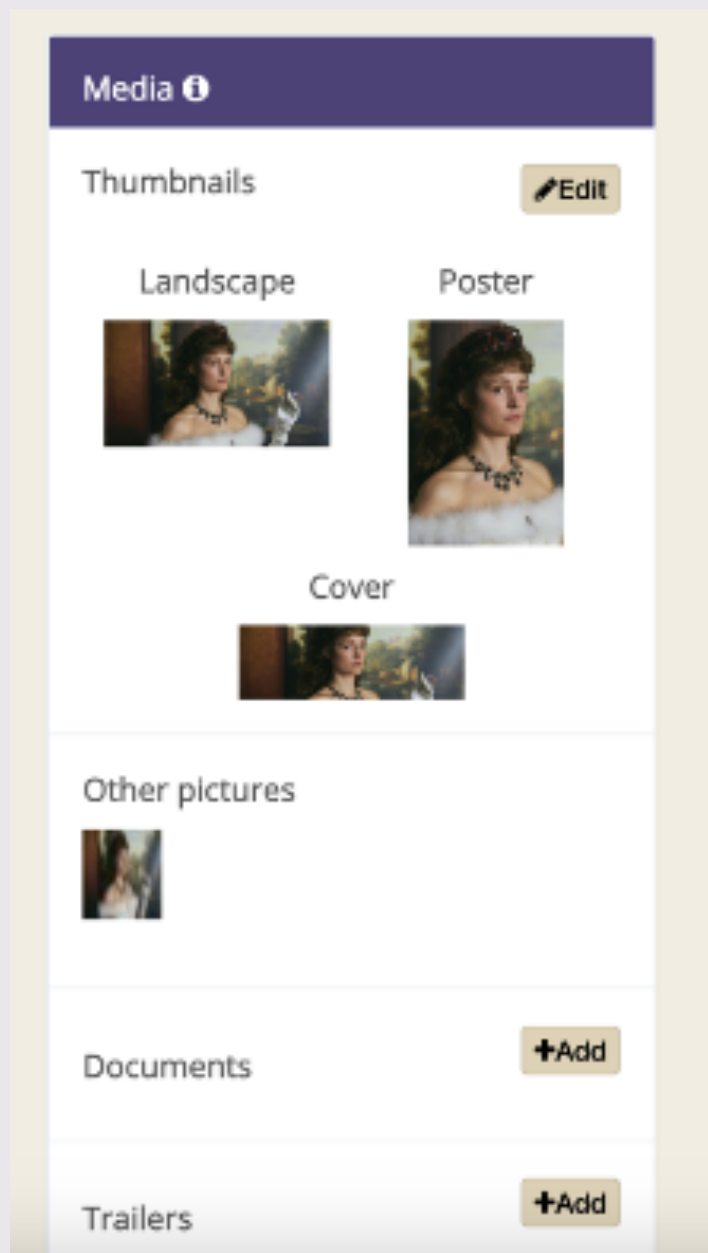 Media
Thumbnails
Edit
Landscape
Poster
Cover
Other pictures
Documents
+Add
Trailers
+Add